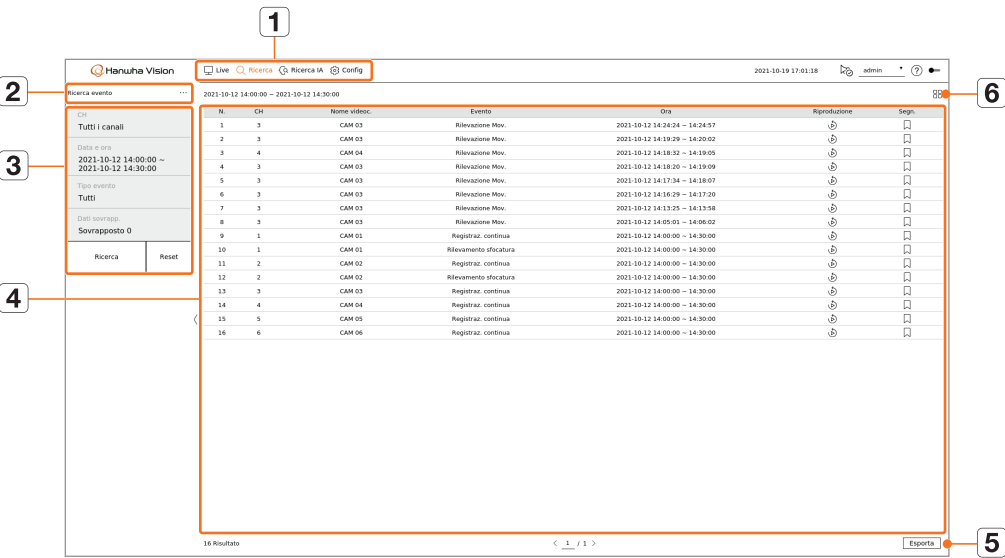 1
Hanwha Vision Live Ricerca Ricerca IA Config 2021-10-19 17:01:18 admin
2
Ricerca evento ... 2021-10-12 14:00:00 ~ 2021-10-12 14:30:00
6
3
CH
Tutti i canali
Data e ora
2021-10-12 14:00:00 ~
2021-10-12 14:30:00
Tipo evento
Tutti
Dati sovrapp.
Sovrapposto 0
Ricerca Reset
4
N. CH Nome videoc. Evento Ora Riproduzione Segn.
1 3 CAM 03 Rilevazione Mov. 2021-10-12 14:24:24 ~ 14:24:57
2 3 CAM 03 Rilevazione Mov. 2021-10-12 14:19:29 ~ 14:20:02
3 4 CAM 04 Rilevazione Mov. 2021-10-12 14:18:32 ~ 14:19:05
4 3 CAM 03 Rilevazione Mov. 2021-10-12 14:18:20 ~ 14:19:09
5 3 CAM 03 Rilevazione Mov. 2021-10-12 14:17:34 ~ 14:18:07
6 3 CAM 03 Rilevazione Mov. 2021-10-12 14:16:29 ~ 14:17:20
7 3 CAM 03 Rilevazione Mov. 2021-10-12 14:13:25 ~ 14:13:58
8 3 CAM 03 Rilevazione Mov. 2021-10-12 14:05:01 ~ 14:06:02
9 1 CAM 01 Registraz. continua 2021-10-12 14:00:00 ~ 14:30:00
10 1 CAM 01 Rilevamento sfocatura 2021-10-12 14:00:00 ~ 14:30:00
11 2 CAM 02 Registraz. continua 2021-10-12 14:00:00 ~ 14:30:00
12 2 CAM 02 Rilevamento sfocatura 2021-10-12 14:00:00 ~ 14:30:00
13 3 CAM 03 Registraz. continua 2021-10-12 14:00:00 ~ 14:30:00
14 4 CAM 04 Registraz. continua 2021-10-12 14:00:00 ~ 14:30:00
15 5 CAM 05 Registraz. continua 2021-10-12 14:00:00 ~ 14:30:00
16 6 CAM 06 Registraz. continua 2021-10-12 14:00:00 ~ 14:30:00
16 Risultato < 1 / 1 > Esporta
5